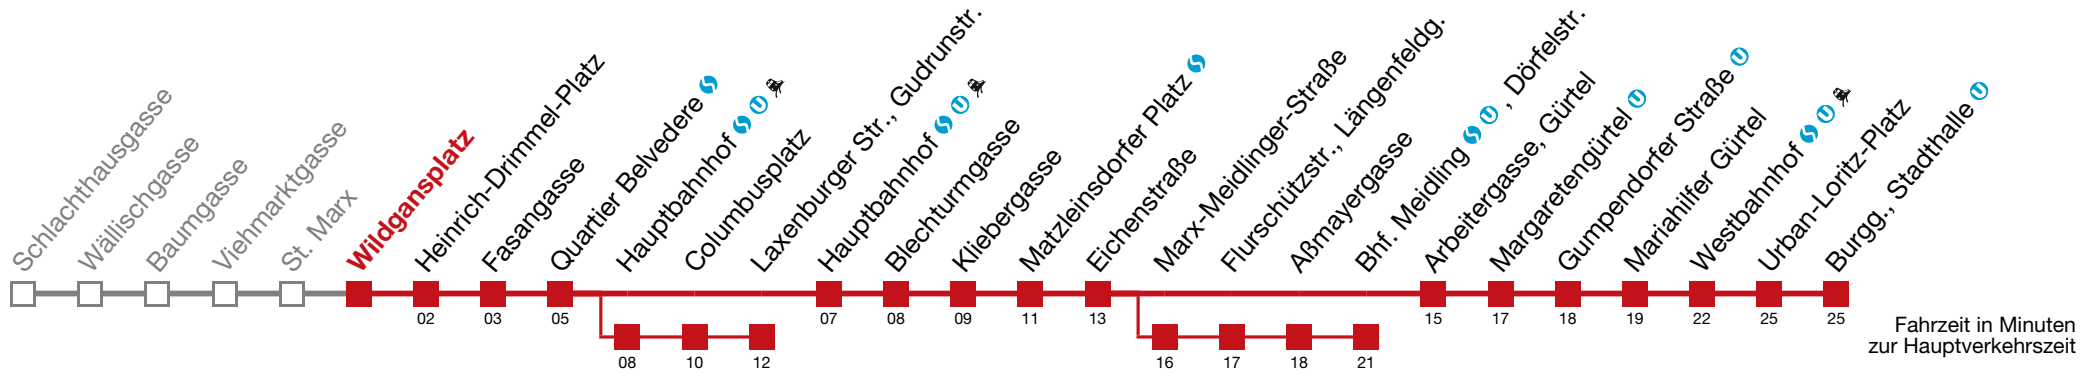 Schlachthausgasse
Wällischgasse
Baumgasse
Viehmarktgasse
St. Marx
Wildgansplatz
Heinrich-Drimmel-Platz
Fasangasse
Quartier Belvedere S
Hauptbahnhof S U
Columbusplatz
Laxenburger Str., Gudrunstr.
Hauptbahnhof S U
Blechturmgasse
Kliebergasse
Matzleinsdorfer Platz S
Eichenstraße
Marx-Meidlinger-Straße
Flurschützstr., Längenfeldg.
Aßmayergasse
Bhf. Meidling S U , Dörfelstr.
Arbeitergasse, Gürtel
Margaretengürtel U
Gumpendorfer Straße U
Mariahilfer Gürtel
Westbahnhof S U
Urban-Loritz-Platz
Burgg., Stadthalle U
02 03 05 07 08 09 11 13 15 17 18 19 22 25 25
08 10 12 16 17 18 21
Fahrzeit in Minuten
zur Hauptverkehrszeit